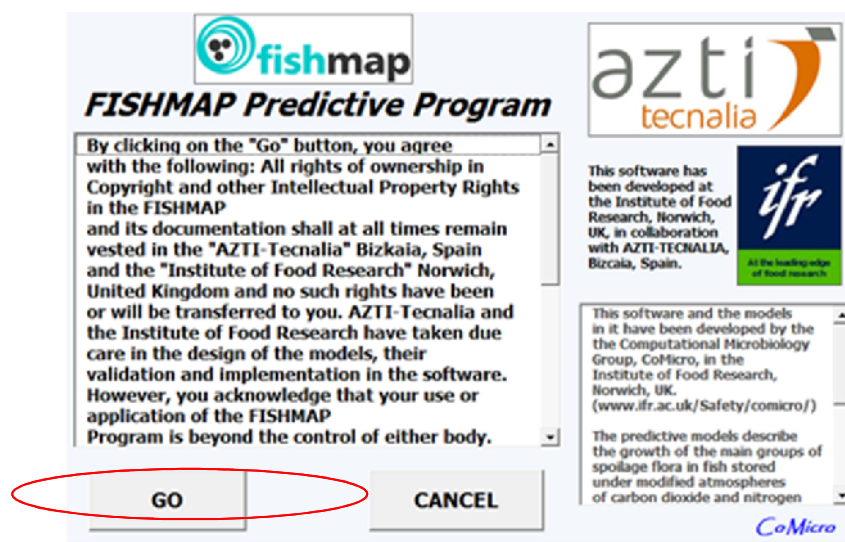 fishmap
FISHMAP Predictive Program
By clicking on the "Go" button, you agree
with the following: All rights of ownership in
Copyright and other Intellectual Property Rights
in the FISHMAP
and its documentation shall at all times remain
vested in the "AZTI-Tecnalia" Bizkaia, Spain
and the "Institute of Food Research" Norwich,
United Kingdom and no such rights have been
or will be transferred to you. AZTI-Tecnalia and
the Institute of Food Research have taken due
care in the design of the models, their
validation and implementation in the software.
However, you acknowledge that your use or
application of the FISHMAP
Program is beyond the control of either body.
GO
CANCEL
azti
tecnalia
This software has
been developed at
the Institute of Food
Research, Norwich,
UK, in collaboration
with AZTI-TECNALIA,
Bizcaia, Spain.
ifr
At the leading edge
of food research
This software and the models
in it have been developed by the
the Computational Microbiology
Group, CoMicro, in the
Institute of Food Research,
Norwich, UK.
(www.ifr.ac.uk/Safety/comicro/)
The predictive models describe
the growth of the main groups of
spoilage flora in fish stored
under modified atmospheres
of carbon dioxide and nitrogen
CoMicro